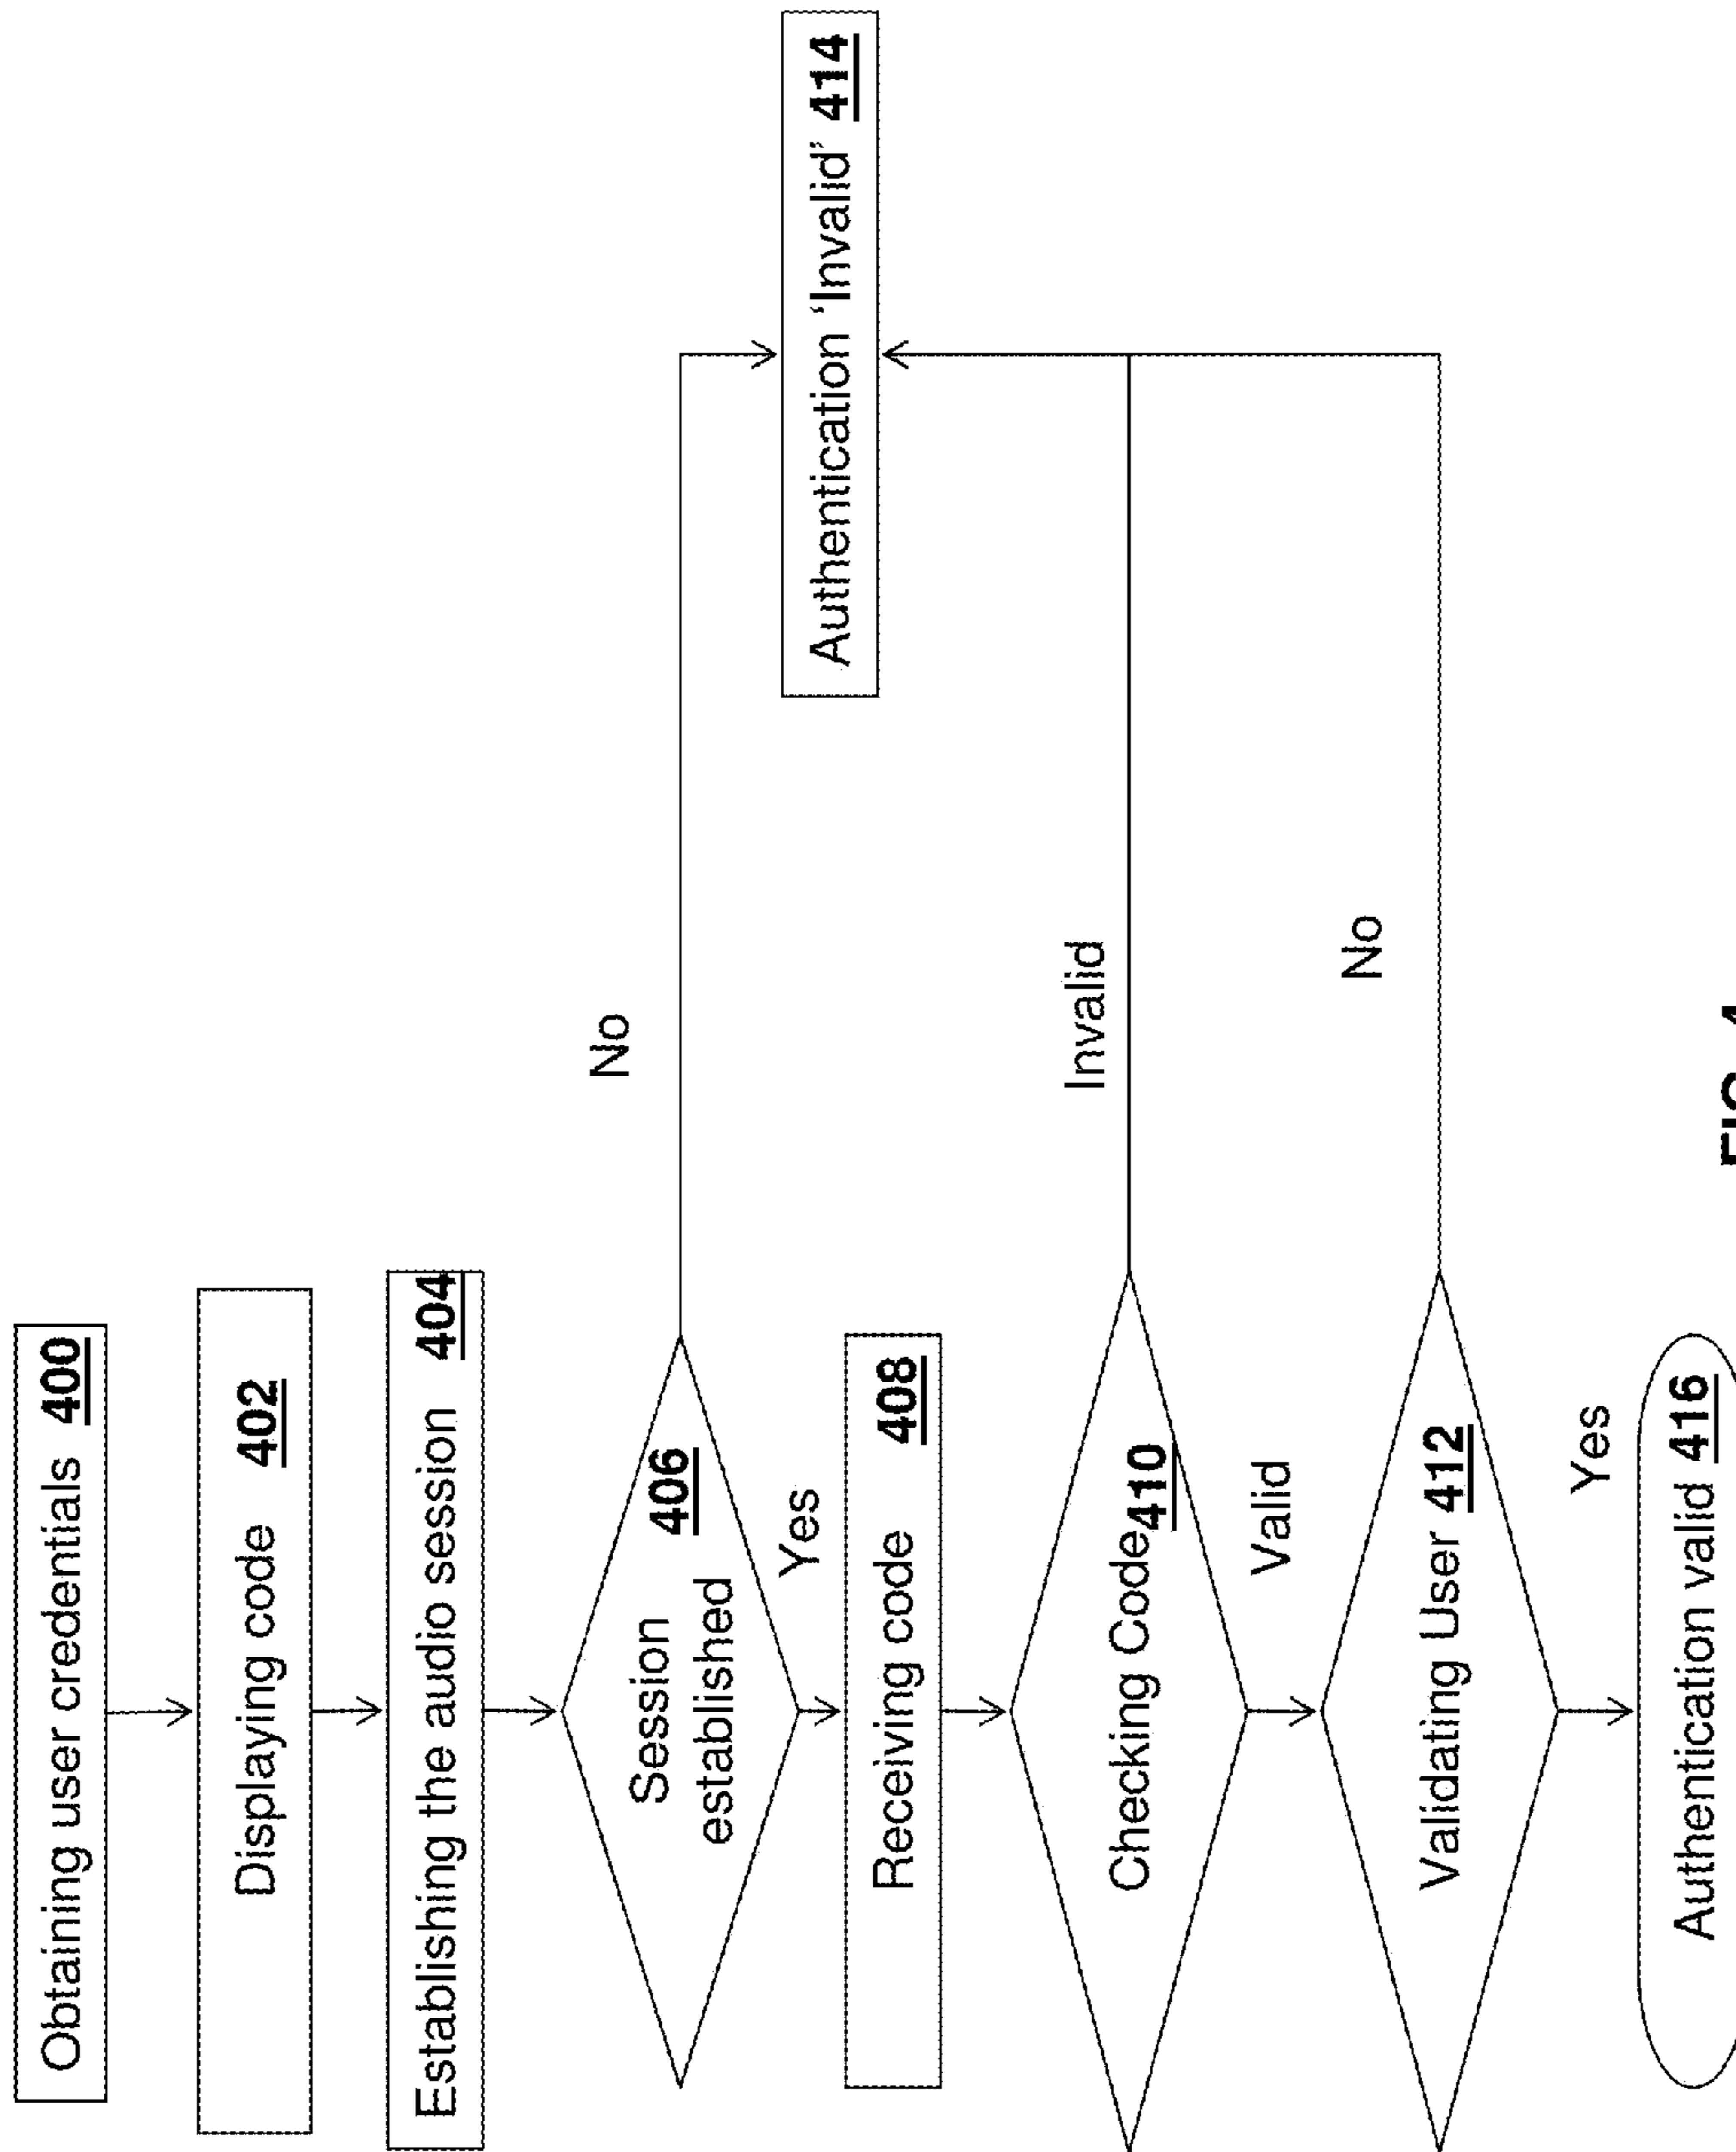 Obtaining user credentials 400
Displaying code 402
Establishing the audio session 404
Session
established
406
No
Yes
Authentication ‘Invalid’ 414
Receiving code 408
Checking Code 410
Invalid
Valid
Validating User 412
No
Yes
Authentication valid 416